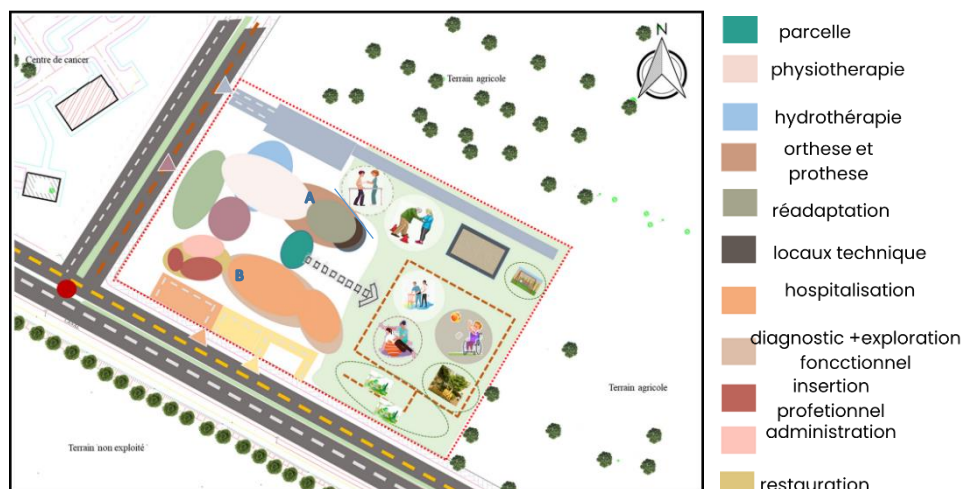 N
Centre de cancer
Terrain agricole
A
B
Terrain agricole
Terrain non exploité
parcelle
physiotherapie
hydrothérapie
orthese et
prothese
réadaptation
locaux technique
hospitalisation
diagnostic +exploration
foncctionnel
insertion
profetionnel
administration
restauration